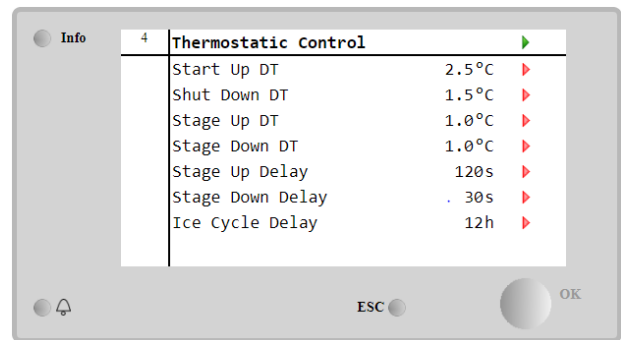 Info
4 Thermostatic Control
Start Up DT 2.5°C
Shut Down DT 1.5°C
Stage Up DT 1.0°C
Stage Down DT 1.0°C
Stage Up Delay 120s
Stage Down Delay . 30s
Ice Cycle Delay 12h
ESC OK